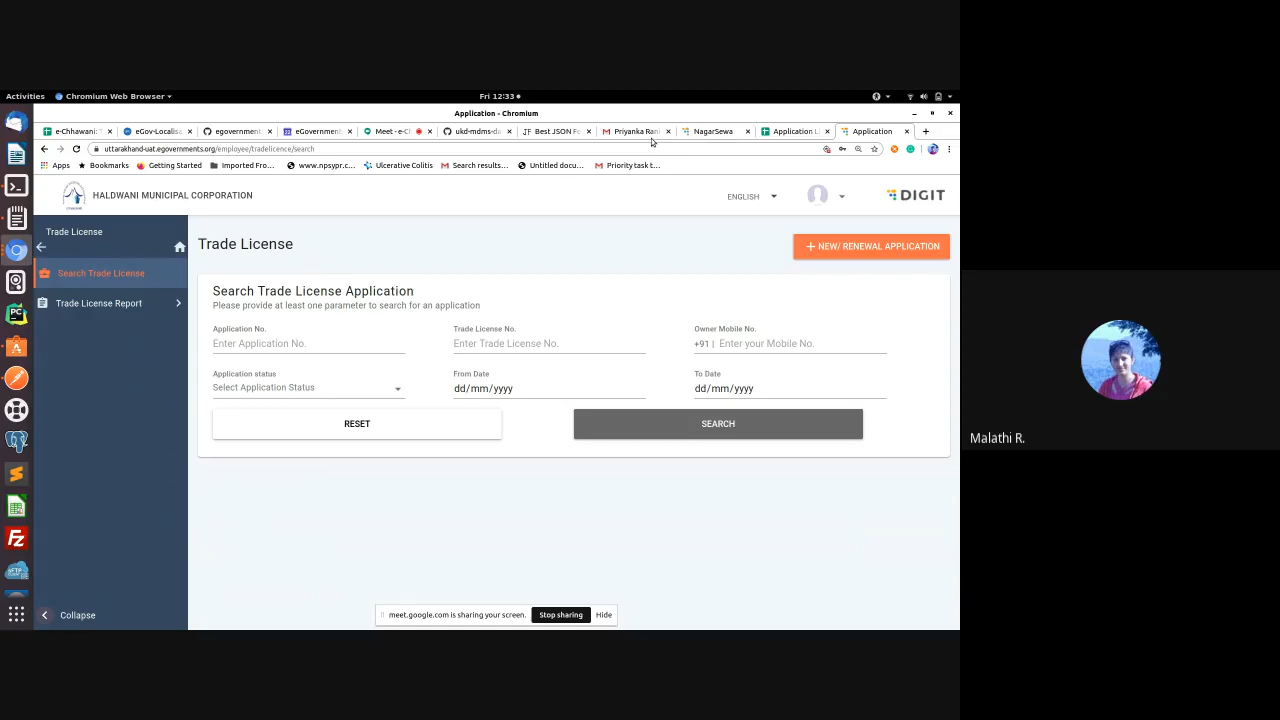 Activities
Chromium Web Browser
Fri 12:33
Application - Chromium
e-Chhawani: T
eGov-Localisa
egovernment
eGovernment
Meet - e-C
ukd-mdms-da
Best JSON Fo
Priyanka Rani
NagarSewa
Application L
Application
uttarakhand-uat.egovernments.org/employee/tradelicence/search
Apps
Bookmarks
Getting Started
Imported Fro...
www.npsypr.c...
Ulcerative Colitis
Search results...
Untitled docu...
Priority task t...
HALDWANI MUNICIPAL CORPORATION
ENGLISH
DIGIT
Trade License
Search Trade License
Trade License Report
Collapse
Trade License
NEW/ RENEWAL APPLICATION
Search Trade License Application
Please provide at least one parameter to search for an application
Application No.
Enter Application No.
Trade License No.
Enter Trade License No.
Owner Mobile No.
+91 | Enter your Mobile No.
Application status
Select Application Status
From Date
dd/mm/yyyy
To Date
dd/mm/yyyy
RESET
SEARCH
meet.google.com is sharing your screen.
Stop sharing
Hide
Malathi R.